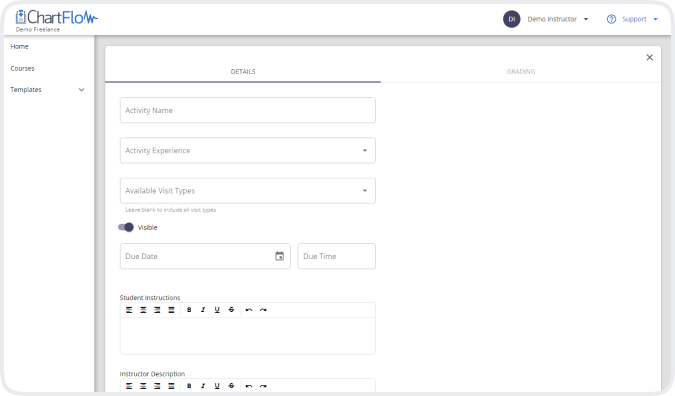 ChartFlow
Demo Freelance
DI Demo Instructor
Support
Home
Courses
Templates
DETAILS
GRADING
Activity Name
Activity Experience
Available Visit Types
Leave blank to include all visit types
Visible
Due Date
Due Time
Student Instructions
B I U S
Instructor Description
B I U S